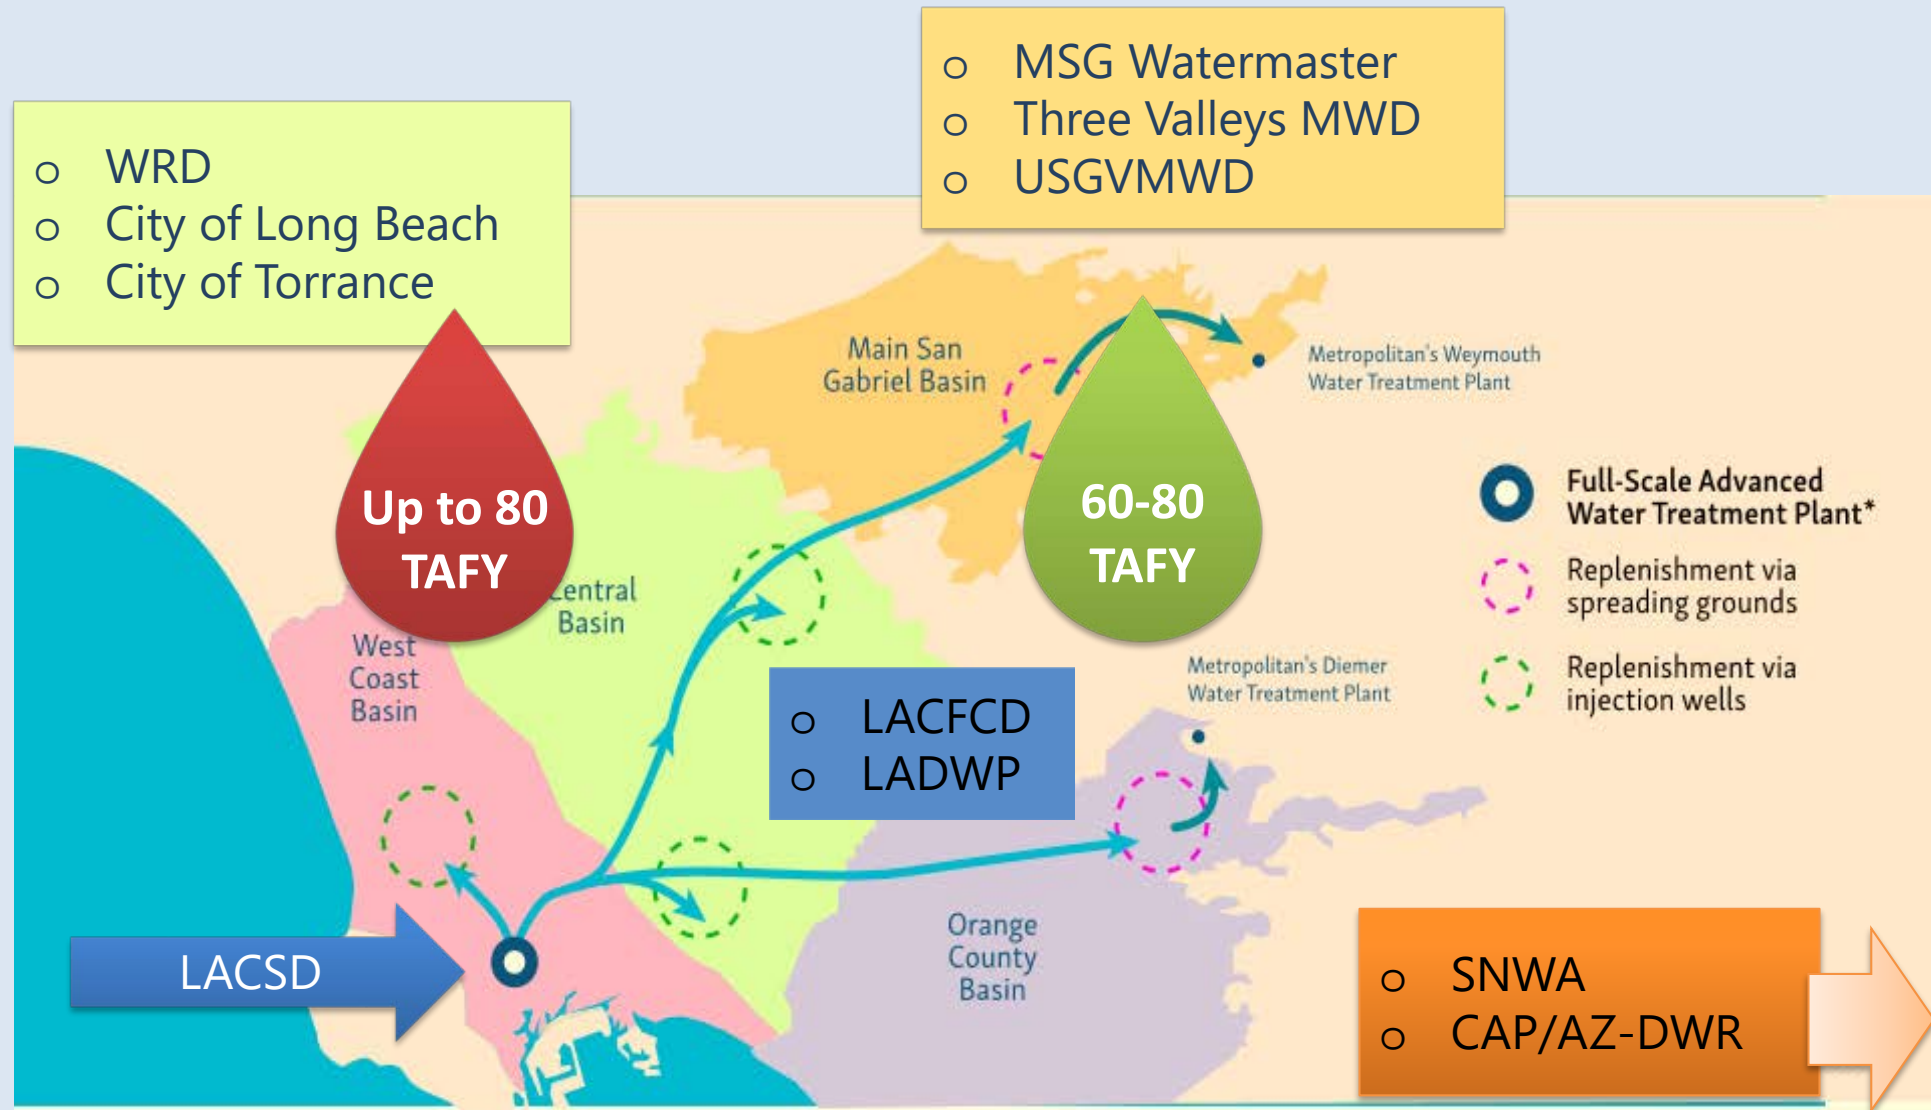 o MSG Watermaster
o Three Valleys MWD
o USGVMWD
o WRD
o City of Long Beach
o City of Torrance
Main San
Gabriel Basin
Metropolitan's Weymouth
Water Treatment Plant
Up to 80
TAFY
60-80
TAFY
Full-Scale Advanced
Water Treatment Plant*
Replenishment via
spreading grounds
Replenishment via
injection wells
Central
Basin
West
Coast
Basin
Metropolitan's Diemer
Water Treatment Plant
o LACFCD
o LADWP
Orange
County
Basin
LACSD
o SNWA
o CAP/AZ-DWR